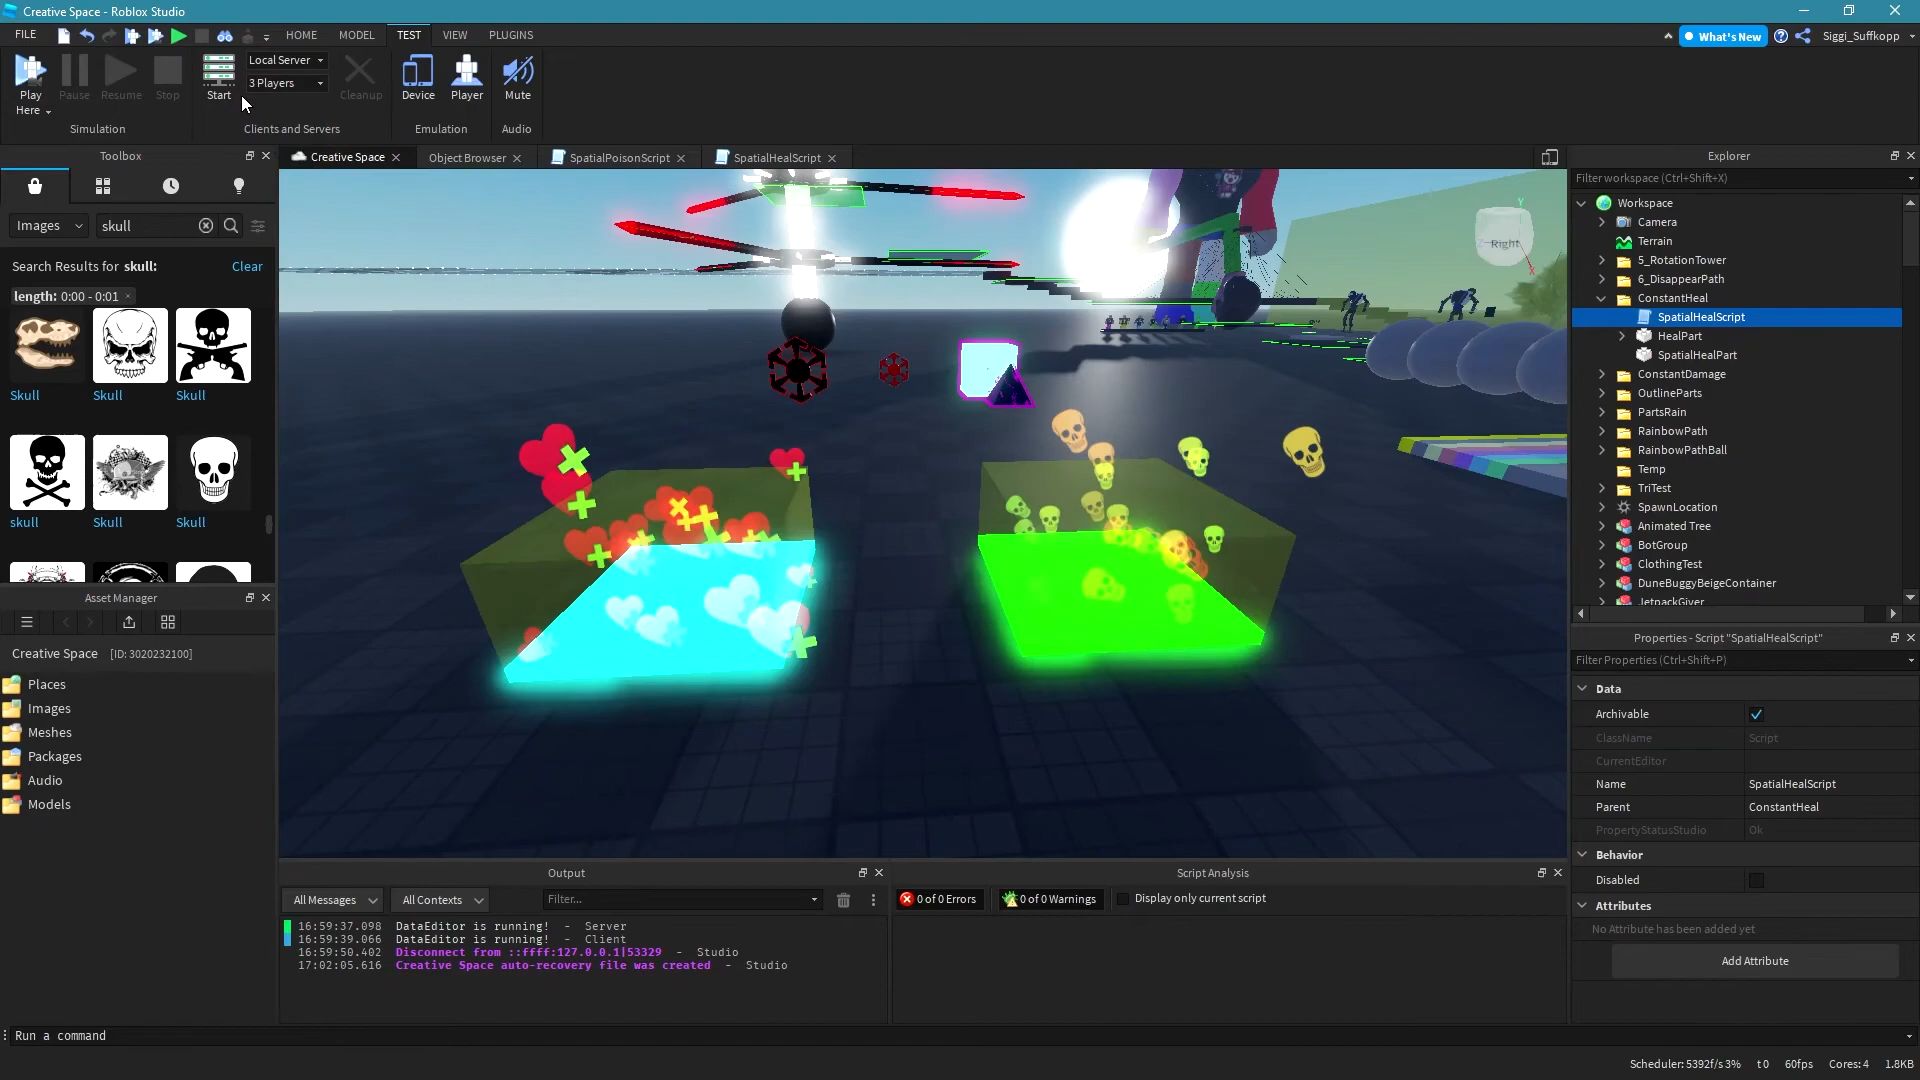 Creative Space - Roblox Studio
FILE
HOME
MODEL
TEST
VIEW
PLUGINS
What's New
Siggi_Suffkopp
Play
Here
Pause
Resume
Stop
Start
Local Server
3 Players
Cleanup
Device
Player
Mute
Simulation
Clients and Servers
Emulation
Audio
Toolbox
Creative Space
Object Browser
SpatialPoisonScript
SpatialHealScript
Images
skull
Search Results for skull:
Clear
length: 0:00 - 0:01
Skull
Skull
Skull
skull
Skull
Skull
Asset Manager
Creative Space [ID: 3020232100]
Places
Images
Meshes
Packages
Audio
Models
Right
Y
X
Output
All Messages
All Contexts
Filter...
16:59:37.098 DataEditor is running! - Server
16:59:39.066 DataEditor is running! - Client
16:59:50.402 Disconnect from ::ffff:127.0.0.1|53329 - Studio
17:02:05.616 Creative Space auto-recovery file was created - Studio
Script Analysis
0 of 0 Errors
0 of 0 Warnings
Display only current script
Explorer
Filter workspace (Ctrl+Shift+X)
Workspace
Camera
Terrain
5_RotationTower
6_DisappearPath
ConstantHeal
SpatialHealScript
HealPart
SpatialHealPart
ConstantDamage
OutlineParts
PartsRain
RainbowPath
RainbowPathBall
Temp
TriTest
SpawnLocation
Animated Tree
BotGroup
ClothingTest
DuneBuggyBeigeContainer
JetpackGiver
Properties - Script "SpatialHealScript"
Filter Properties (Ctrl+Shift+P)
Data
Archivable
ClassName Script
CurrentEditor
Name SpatialHealScript
Parent ConstantHeal
PropertyStatusStudio Ok
Behavior
Disabled
Attributes
No Attribute has been added yet
Add Attribute
Run a command
Scheduler: 5392f/s 3% t 0 60fps Cores: 4 1.8KB